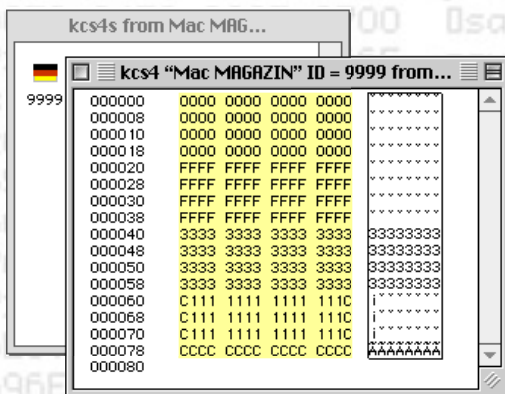 kcs4s from Mac MAG...
kcs4 “Mac MAGAZIN” ID = 9999 from...
9999
000000 0000 0000 0000 0000
000008 0000 0000 0000 0000
000010 0000 0000 0000 0000
000018 0000 0000 0000 0000
000020 FFFF FFFF FFFF FFFF
000028 FFFF FFFF FFFF FFFF
000030 FFFF FFFF FFFF FFFF
000038 FFFF FFFF FFFF FFFF
000040 3333 3333 3333 3333 33333333
000048 3333 3333 3333 3333 33333333
000050 3333 3333 3333 3333 33333333
000058 3333 3333 3333 3333 33333333
000060 C111 1111 1111 111C
000068 C111 1111 1111 111C
000070 C111 1111 1111 111C
000078 CCCC CCCC CCCC CCCC
000080